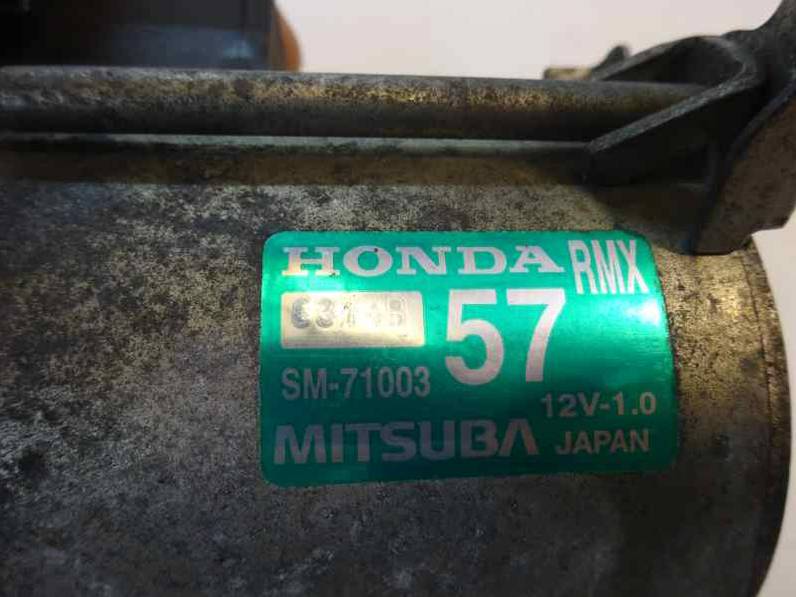 HONDA RMX
57
SM-71003
12V-1.0
MITSUBA JAPAN